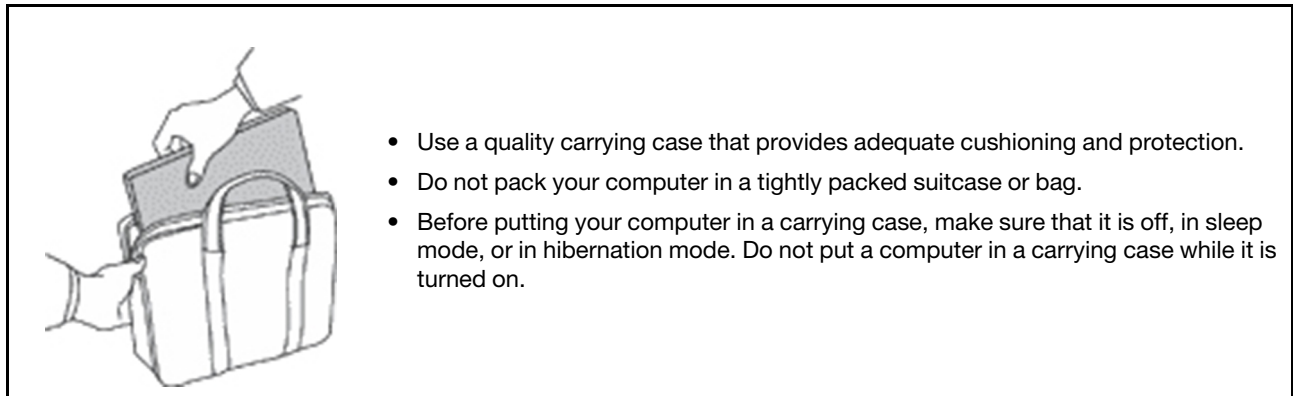 • Use a quality carrying case that provides adequate cushioning and protection.
• Do not pack your computer in a tightly packed suitcase or bag.
• Before putting your computer in a carrying case, make sure that it is off, in sleep
mode, or in hibernation mode. Do not put a computer in a carrying case while it is
turned on.